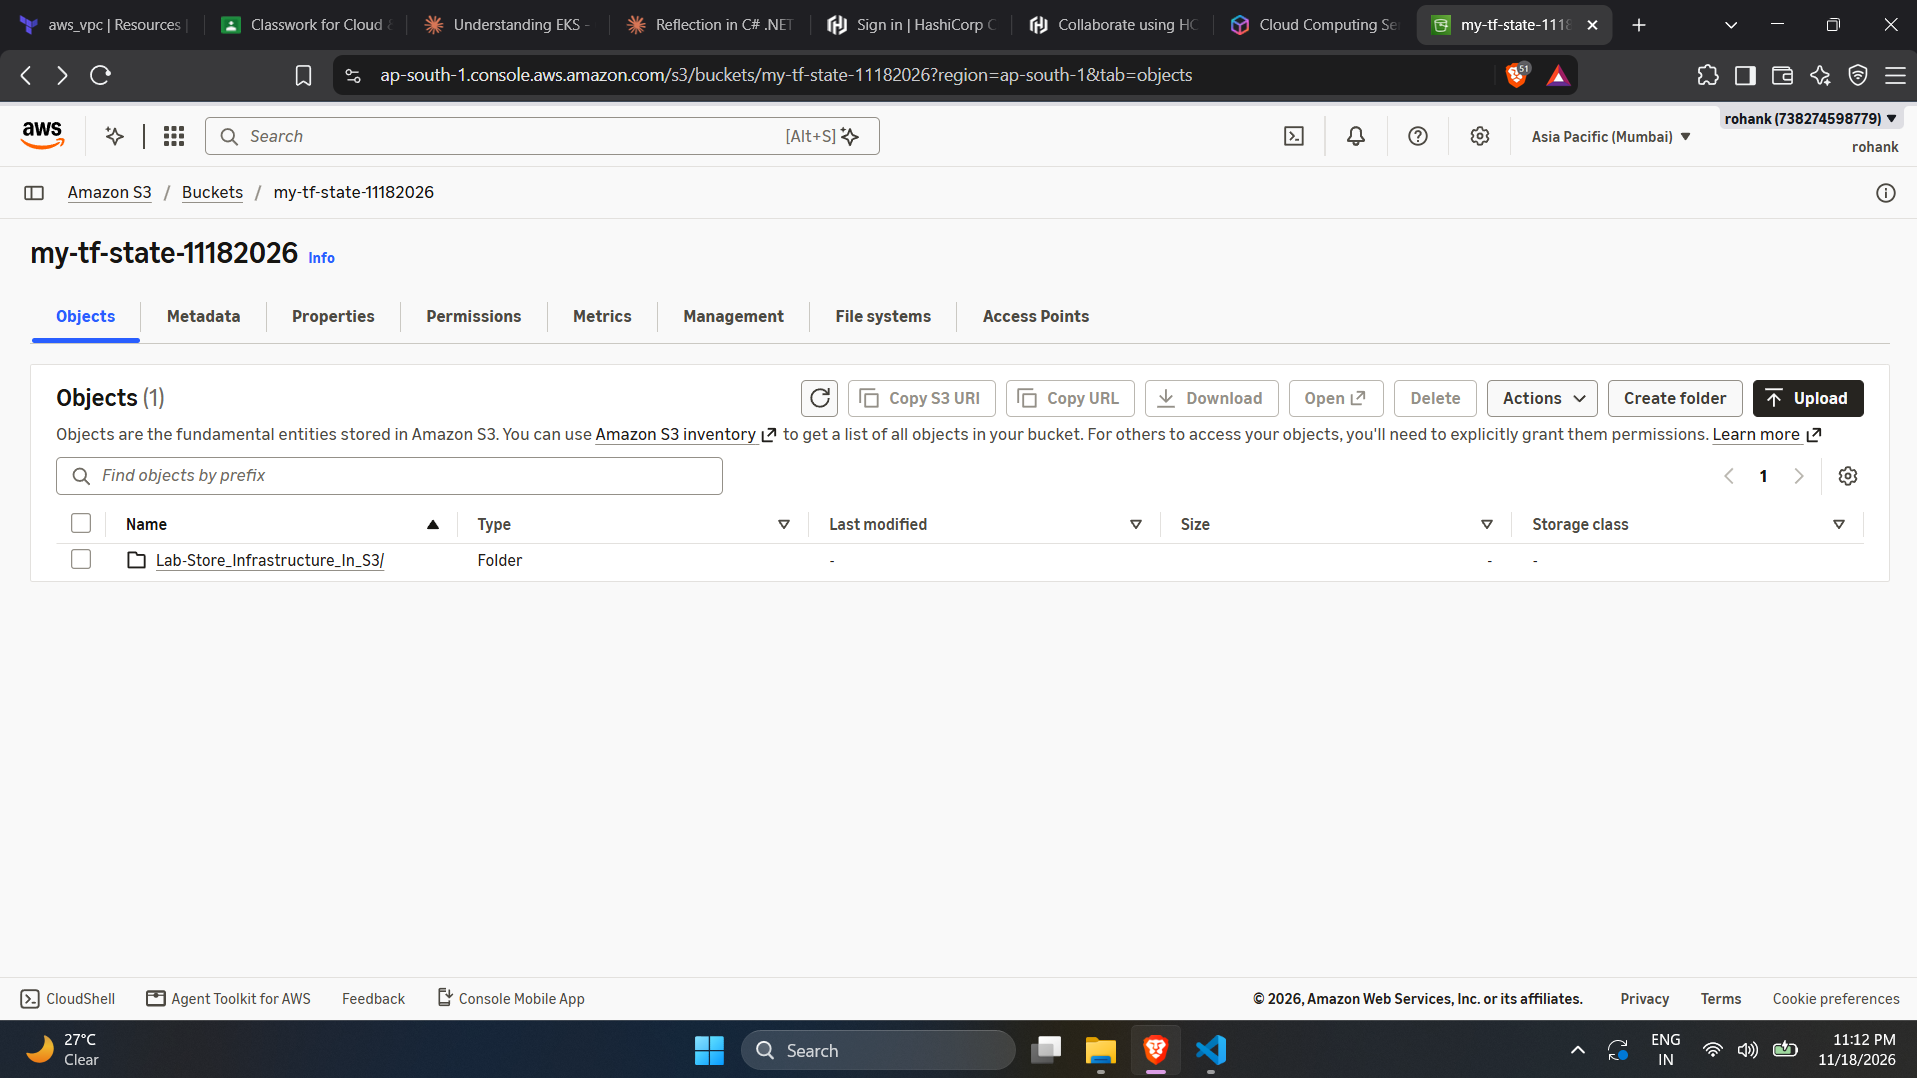 aws_vpc | Resources |
Classwork for Cloud &
Understanding EKS -
Reflection in C# .NET
Sign in | HashiCorp C
Collaborate using HC
Cloud Computing Se
my-tf-state-1118
ap-south-1.console.aws.amazon.com/s3/buckets/my-tf-state-11182026?region=ap-south-1&tab=objects
51
aws
Search
[Alt+S]
Asia Pacific (Mumbai)
rohank (738274598779)
rohank
Amazon S3 / Buckets / my-tf-state-11182026
my-tf-state-11182026 Info
Objects
Metadata
Properties
Permissions
Metrics
Management
File systems
Access Points
Objects (1)
Copy S3 URI
Copy URL
Download
Open
Delete
Actions
Create folder
Upload
Objects are the fundamental entities stored in Amazon S3. You can use Amazon S3 inventory to get a list of all objects in your bucket. For others to access your objects, you'll need to explicitly grant them permissions. Learn more
Find objects by prefix
1
Name
Type
Last modified
Size
Storage class
Lab-Store_Infrastructure_In_S3/
Folder
-
-
-
CloudShell
Agent Toolkit for AWS
Feedback
Console Mobile App
© 2026, Amazon Web Services, Inc. or its affiliates.
Privacy
Terms
Cookie preferences
27°C
Clear
Search
ENG
IN
11:12 PM
11/18/2026